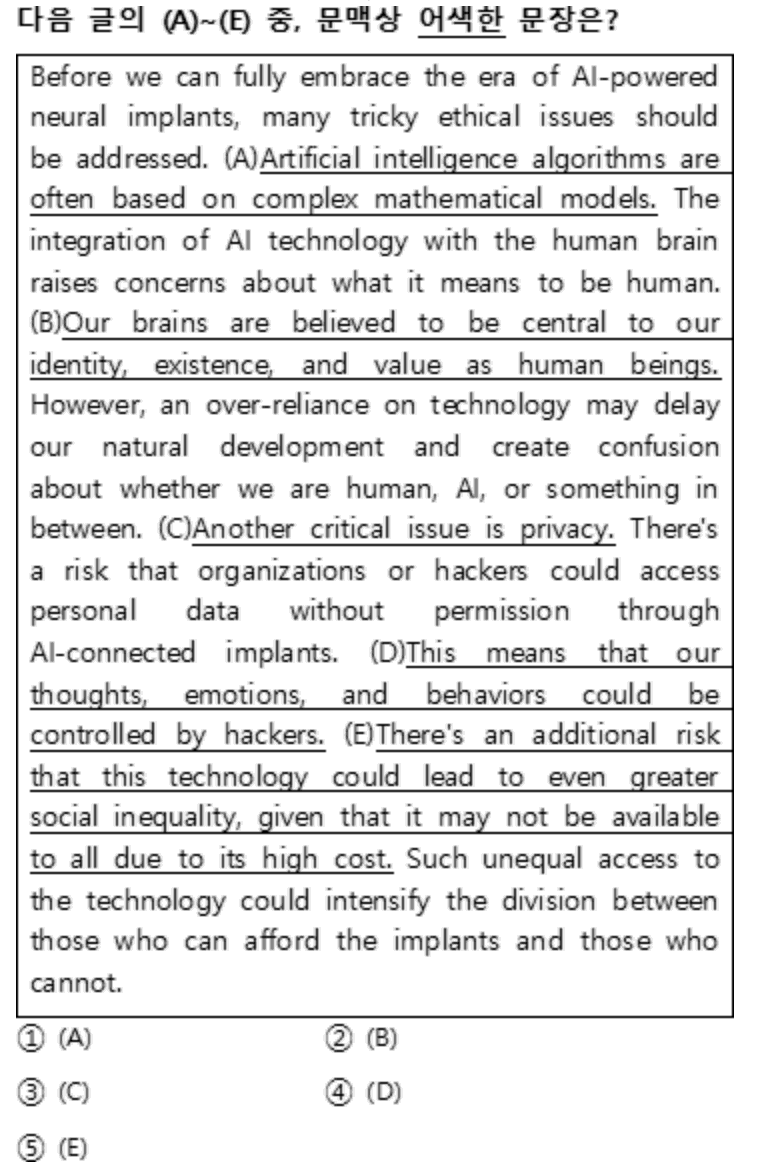 다음 글의 (A)~(E) 중, 문맥상 어색한 문장은?
Before we can fully embrace the era of AI-powered
neural implants, many tricky ethical issues should
be addressed. (A)Artificial intelligence algorithms are
often based on complex mathematical models. The
integration of AI technology with the human brain
raises concerns about what it means to be human.
(B)Our brains are believed to be central to our
identity, existence, and value as human beings.
However, an over-reliance on technology may delay
our natural development and create confusion
about whether we are human, AI, or something in
between. (C)Another critical issue is privacy. There's
a risk that organizations or hackers could access
personal data without permission through
AI-connected implants. (D)This means that our
thoughts, emotions, and behaviors could be
controlled by hackers. (E)There's an additional risk
that this technology could lead to even greater
social inequality, given that it may not be available
to all due to its high cost. Such unequal access to
the technology could intensify the division between
those who can afford the implants and those who
cannot.
① (A) ② (B)
③ (C) ④ (D)
⑤ (E)